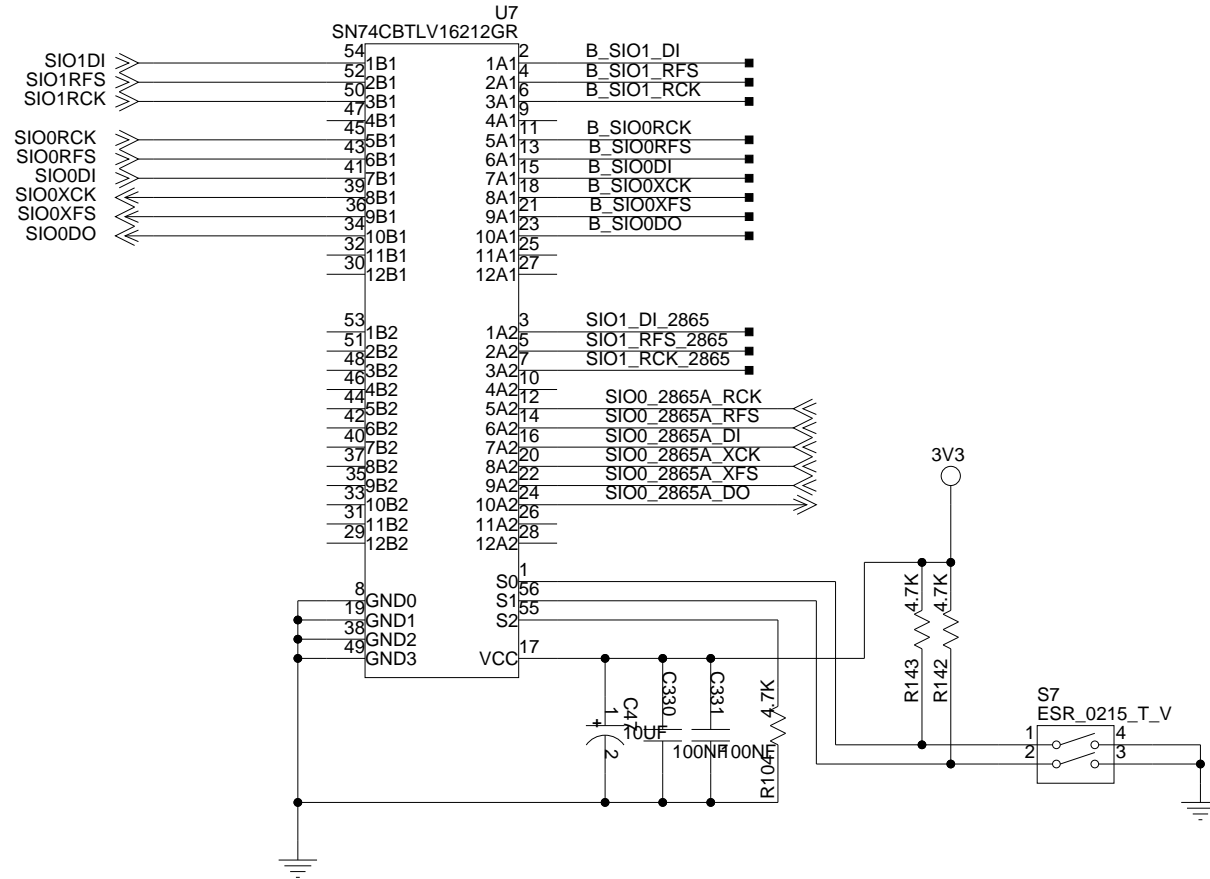 U7
SN74CBTLV16212GR
SIO1DI 54 1B1 1A1 2 B_SIO1_DI
SIO1RFS 52 2B1 2A1 4 B_SIO1_RFS
SIO1RCK 50 3B1 3A1 6 B_SIO1_RCK
47 4B1 4A1 9
SIO0RCK 45 5B1 5A1 11 B_SIO0RCK
SIO0RFS 43 6B1 6A1 13 B_SIO0RFS
SIO0DI 41 7B1 7A1 15 B_SIO0DI
SIO0XCK 39 8B1 8A1 18 B_SIO0XCK
SIO0XFS 36 9B1 9A1 21 B_SIO0XFS
SIO0DO 34 10B1 10A1 23 B_SIO0DO
32 11B1 11A1 25
30 12B1 12A1 27
53 1B2 1A2 3 SIO1_DI_2865
51 2B2 2A2 5 SIO1_RFS_2865
48 3B2 3A2 7 SIO1_RCK_2865
46 4B2 4A2 10
44 5B2 5A2 12 SIO0_2865A_RCK
42 6B2 6A2 14 SIO0_2865A_RFS
40 7B2 7A2 16 SIO0_2865A_DI
37 8B2 8A2 20 SIO0_2865A_XCK
35 9B2 9A2 22 SIO0_2865A_XFS
33 10B2 10A2 24 SIO0_2865A_DO
31 11B2 11A2 26
29 12B2 12A2 28
3V3
S0 1
8 GND0 S1 56
19 GND1 S2 55
38 GND2
49 GND3 VCC 17
4.7K
R143
4.7K
R142
1
+
2
C47
10UF
C330
100NF
C331
100NF
4.7K
R104
S7
ESR_0215_T_V
1 4
2 3